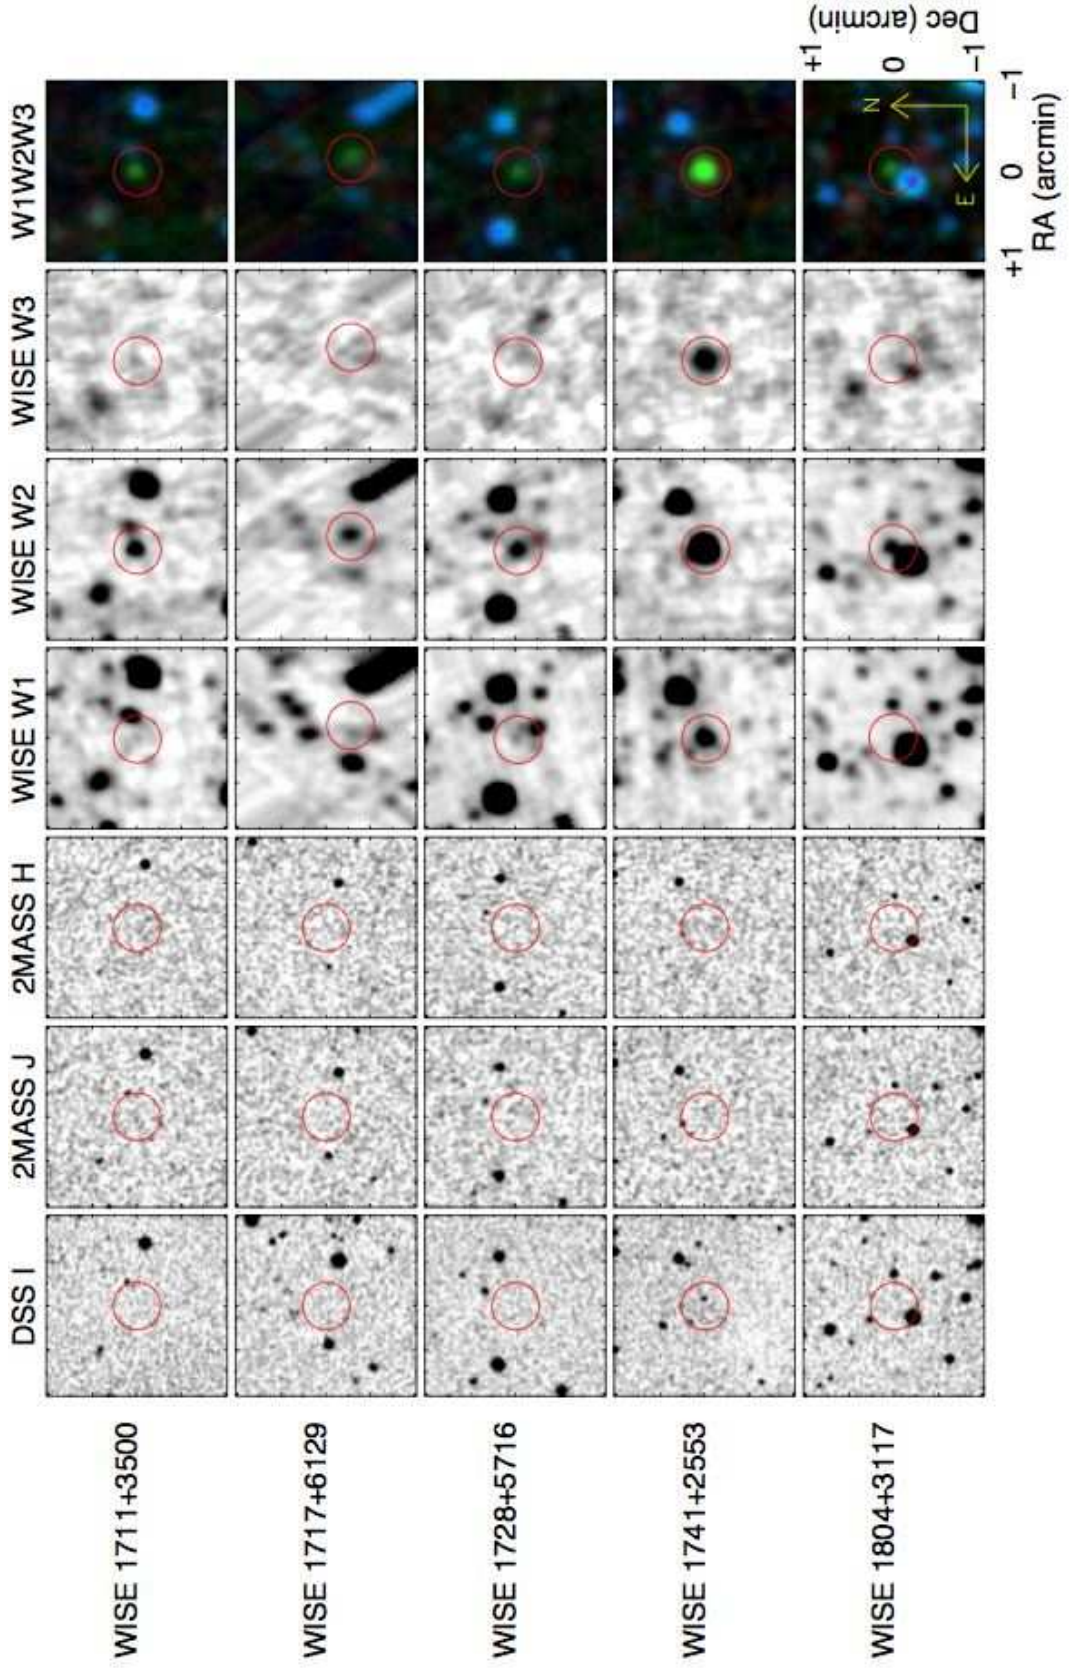 DSS I
2MASS J
2MASS H
WISE W1
WISE W2
WISE W3
W1W2W3
WISE 1711+3500
WISE 1717+6129
WISE 1728+5716
WISE 1741+2553
WISE 1804+3117
N
E
+1
0
−1
Dec (arcmin)
+1
0
−1
RA (arcmin)